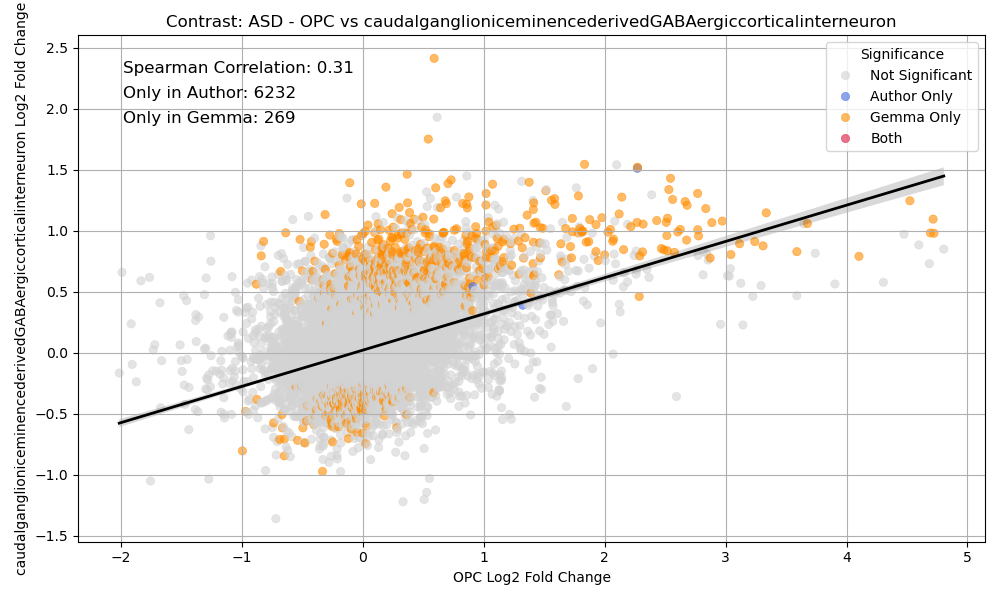 Contrast: ASD - OPC vs caudalganglioniceminencederivedGABAergiccorticalinterneuron
Spearman Correlation: 0.31
Only in Author: 6232
Only in Gemma: 269
Significance
Not Significant
Author Only
Gemma Only
Both
caudalganglioniceminencederivedGABAergiccorticalinterneuron Log2 Fold Change
2.5
2.0
1.5
1.0
0.5
0.0
−0.5
−1.0
−1.5
−2 −1 0 1 2 3 4 5
OPC Log2 Fold Change